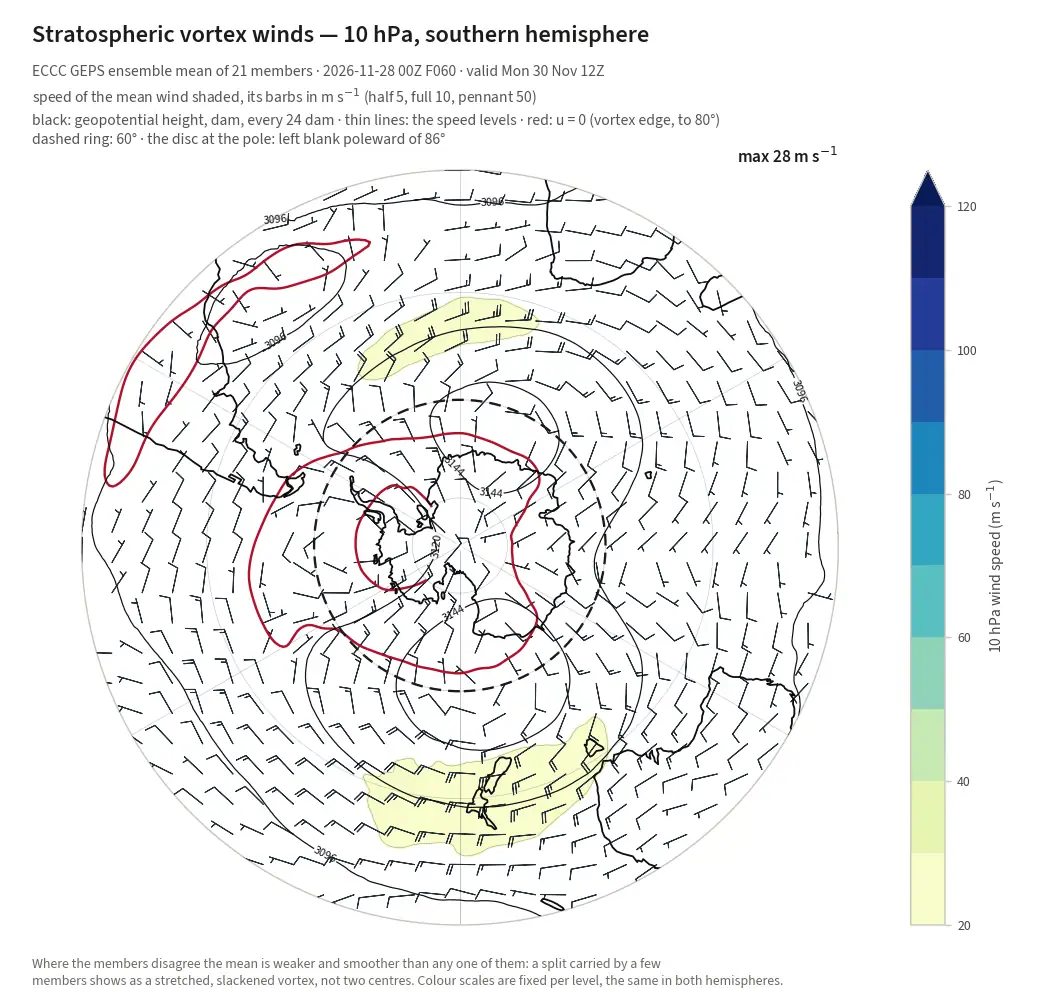 Stratospheric vortex winds — 10 hPa, southern hemisphere
ECCC GEPS ensemble mean of 21 members · 2026-11-28 00Z F060 · valid Mon 30 Nov 12Z
speed of the mean wind shaded, its barbs in m s⁻¹ (half 5, full 10, pennant 50)
black: geopotential height, dam, every 24 dam · thin lines: the speed levels · red: u = 0 (vortex edge, to 80°)
dashed ring: 60° · the disc at the pole: left blank poleward of 86°
max 28 m s⁻¹
3096
3096
3096
3096
3144
3144
3120
3144
3096
120
100
80
60
40
20
10 hPa wind speed (m s⁻¹)
Where the members disagree the mean is weaker and smoother than any one of them: a split carried by a few
members shows as a stretched, slackened vortex, not two centres. Colour scales are fixed per level, the same in both hemispheres.